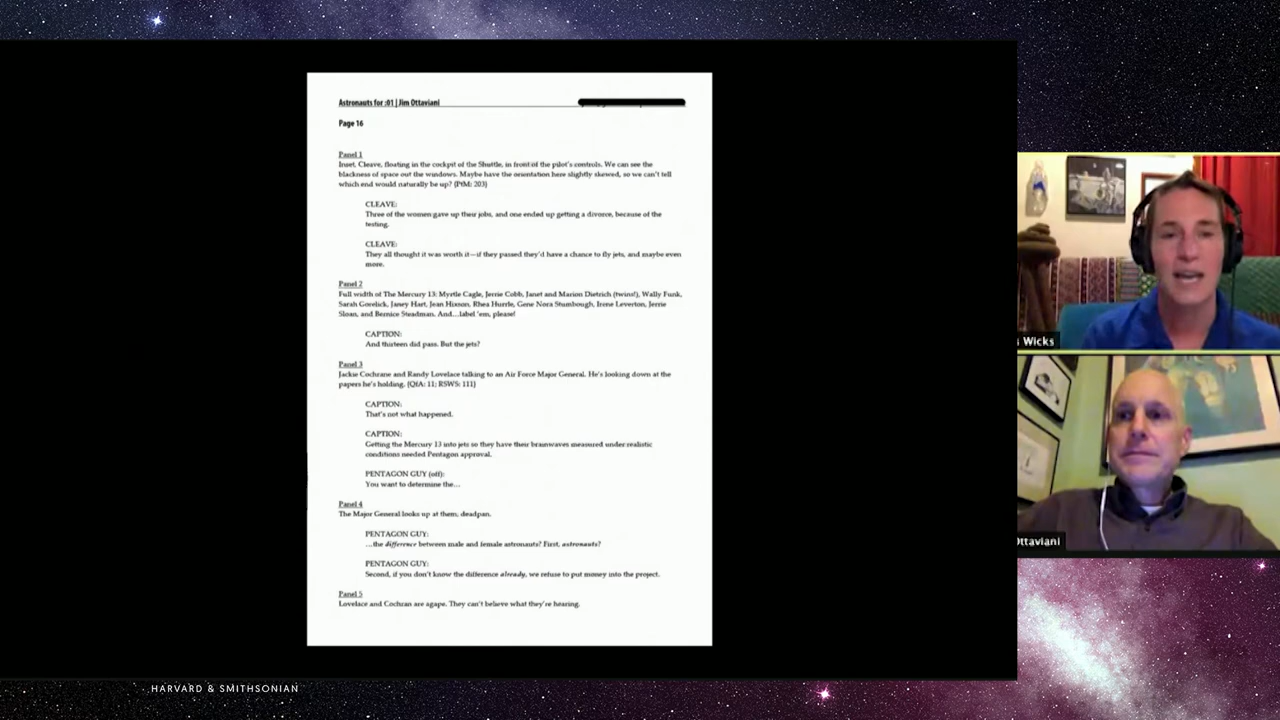 Astronauts for :01 | Jim Ottaviani
Page 16
Panel 1
Inset. Cleave, floating in the cockpit of the Shuttle, in front of the pilot's controls. We can see the
blackness of space out the windows. Maybe have the orientation here slightly skewed, so we can't tell
which end would naturally be up? (PtM: 203)
CLEAVE:
Three of the women gave up their jobs, and one ended up getting a divorce, because of the
testing.
CLEAVE:
They all thought it was worth it—if they passed they'd have a chance to fly jets, and maybe even
more.
Panel 2
Full width of The Mercury 13: Myrtle Cagle, Jerrie Cobb, Janet and Marion Dietrich (twins!), Wally Funk,
Sarah Gorelick, Janey Hart, Jean Hixson, Rhea Hurrle, Gene Nora Stumbough, Irene Leverton, Jerrie
Sloan, and Bernice Steadman. And...label 'em, please!
CAPTION:
And thirteen did pass. But the jets?
Panel 3
Jackie Cochrane and Randy Lovelace talking to an Air Force Major General. He's looking down at the
papers he's holding. (QfA: 11; RSWS: 111)
CAPTION:
That's not what happened.
CAPTION:
Getting the Mercury 13 into jets so they have their brainwaves measured under realistic
conditions needed Pentagon approval.
PENTAGON GUY (off):
You want to determine the...
Panel 4
The Major General looks up at them, deadpan.
PENTAGON GUY:
...the difference between male and female astronauts? First, astronauts?
PENTAGON GUY:
Second, if you don't know the difference already, we refuse to put money into the project.
Panel 5
Lovelace and Cochran are agape. They can't believe what they're hearing.
s Wicks
Ottaviani
HARVARD & SMITHSONIAN